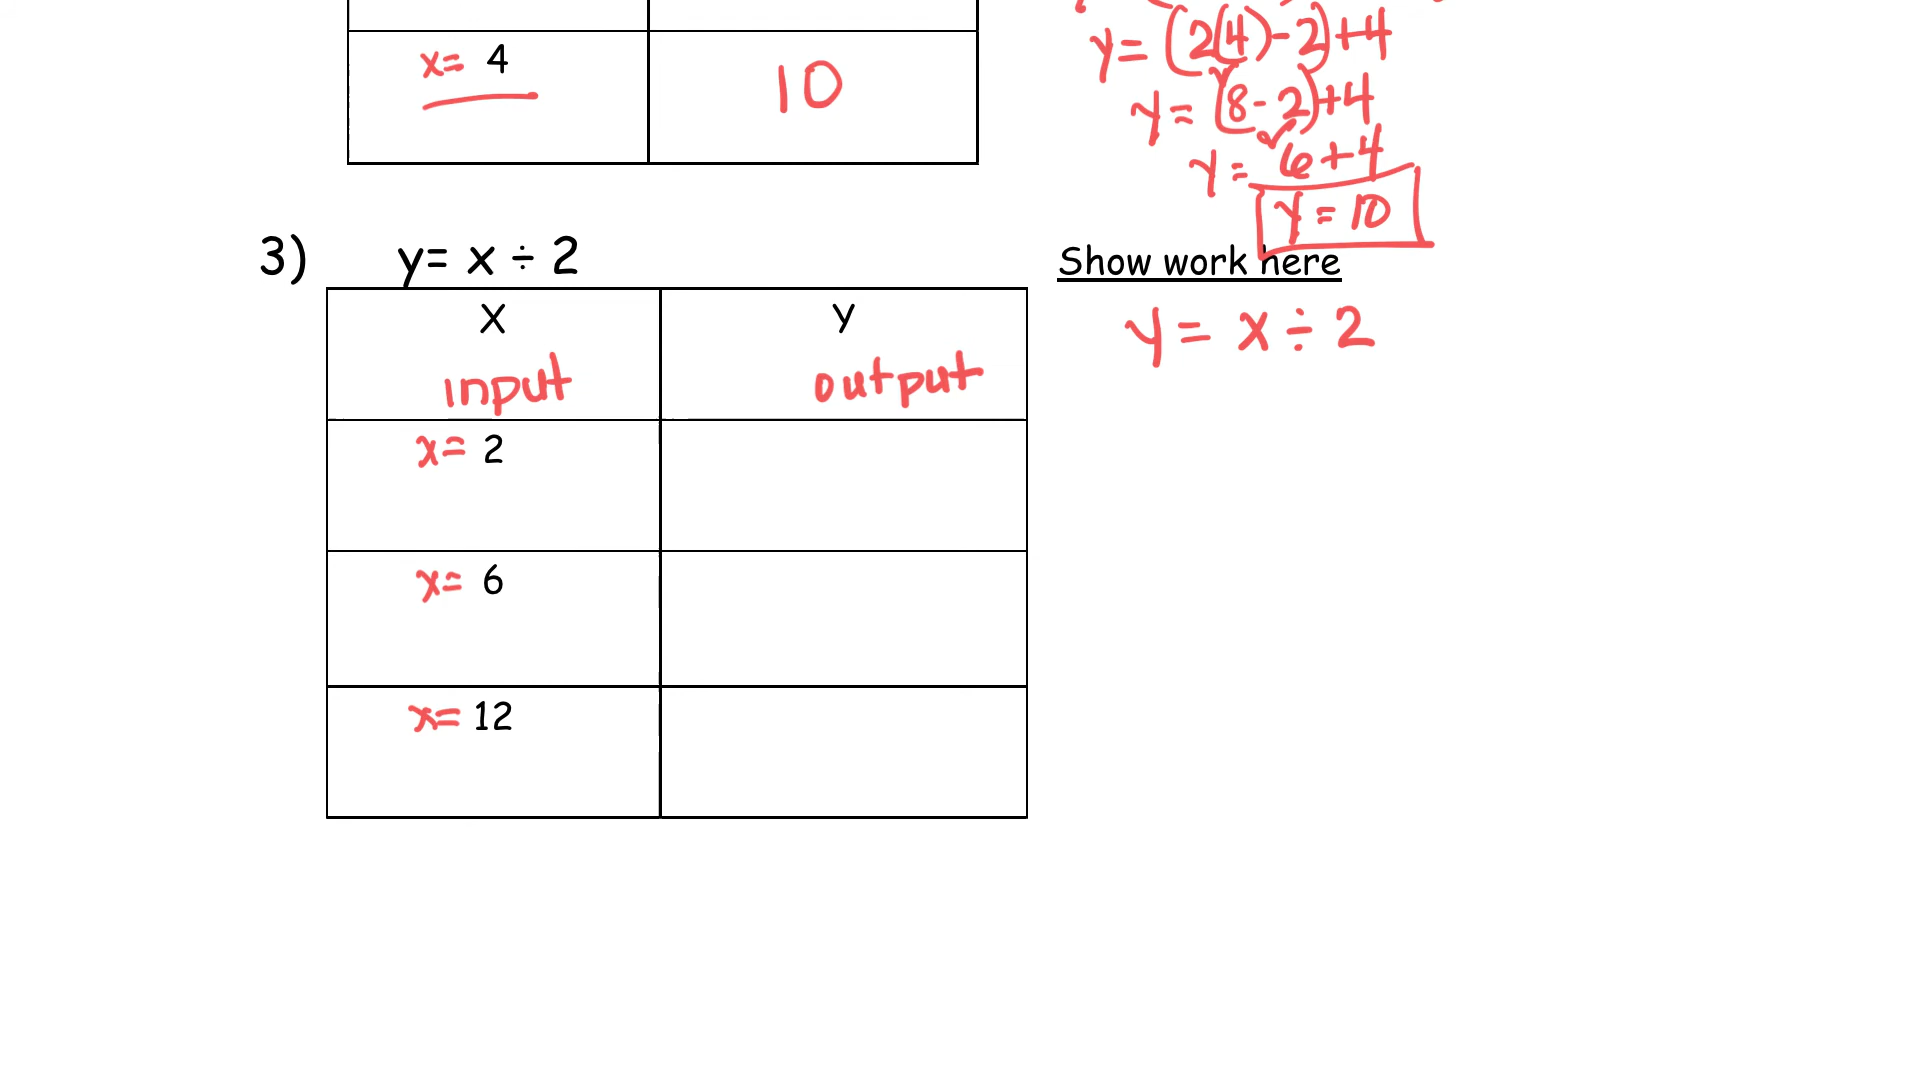 x= 4
10
y= (2(4)-2)+4
y= (8-2)+4
y= 6+4
y=10
3) y= x ÷ 2
Show work here
y = x ÷ 2
x y
input output
x= 2
x= 6
x= 12